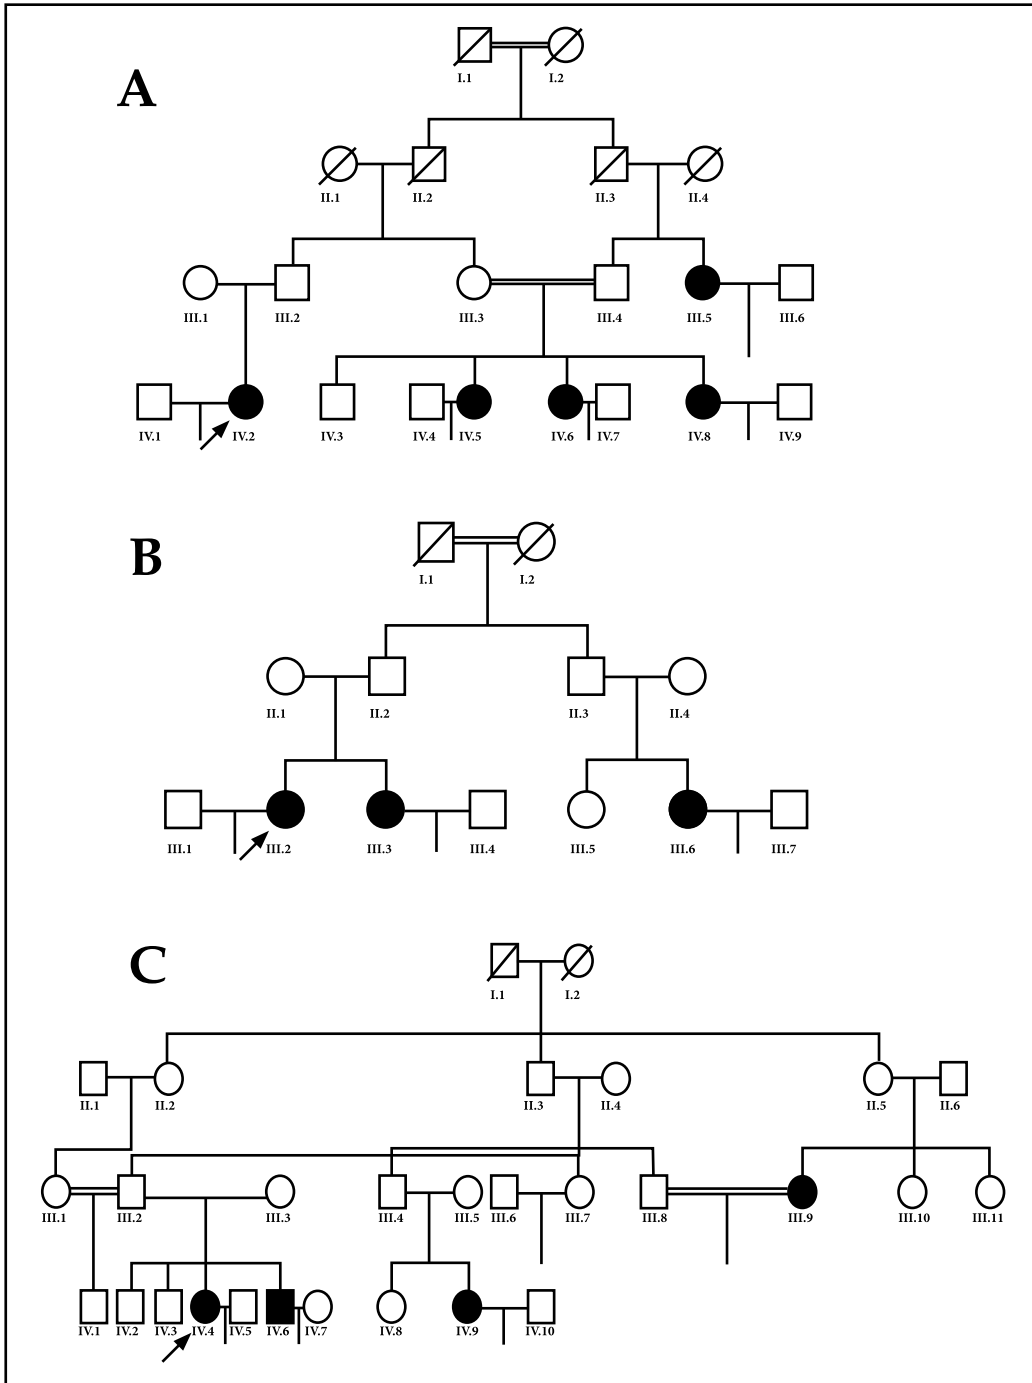 A
I.1 I.2
II.1 II.2 II.3 II.4
III.1 III.2 III.3 III.4 III.5 III.6
IV.1 IV.2 IV.3 IV.4 IV.5 IV.6 IV.7 IV.8 IV.9
B
I.1 I.2
II.1 II.2 II.3 II.4
III.1 III.2 III.3 III.4 III.5 III.6 III.7
C
I.1 I.2
II.1 II.2 II.3 II.4 II.5 II.6
III.1 III.2 III.3 III.4 III.5 III.6 III.7 III.8 III.9 III.10 III.11
IV.1 IV.2 IV.3 IV.4 IV.5 IV.6 IV.7 IV.8 IV.9 IV.10